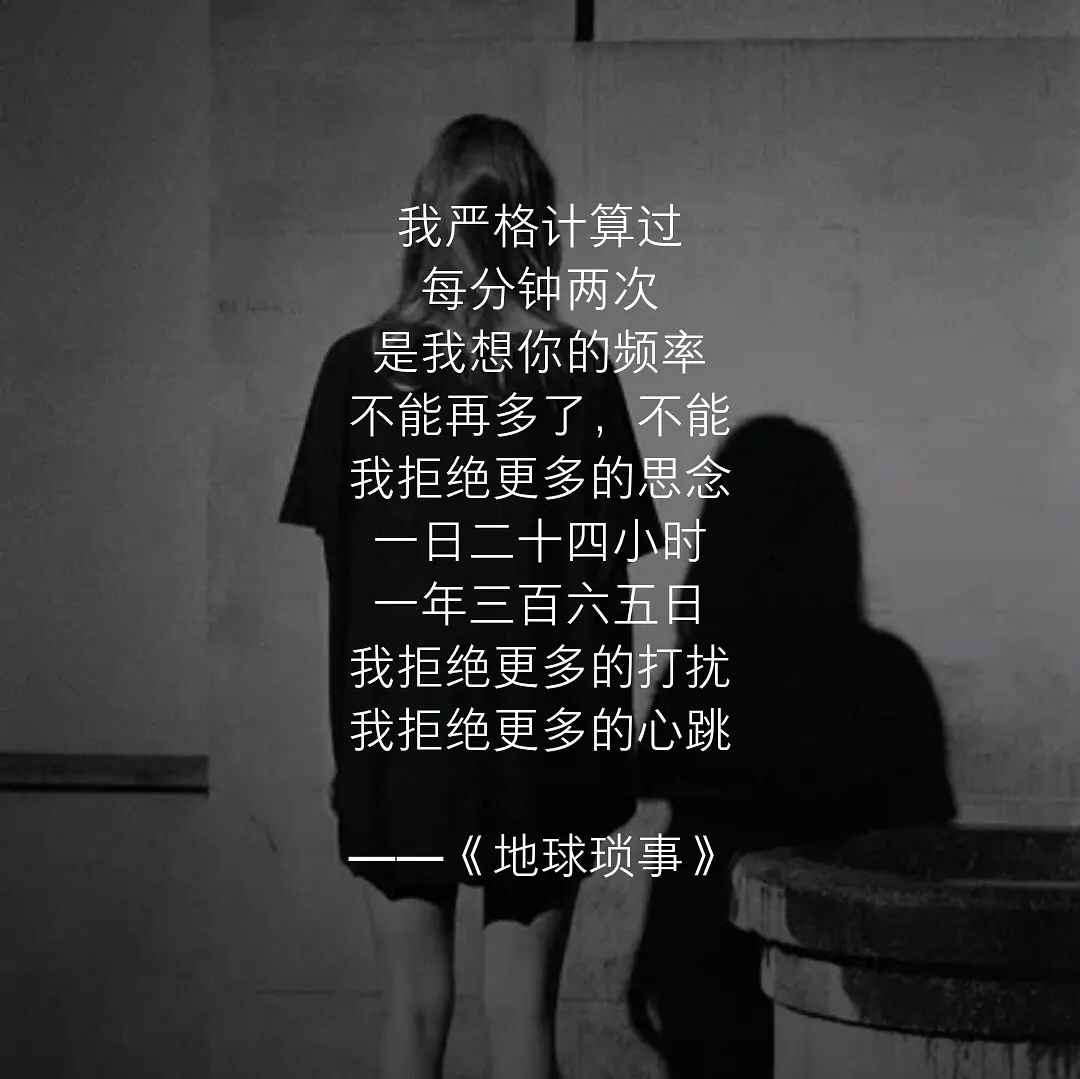 我严格计算过
每分钟两次
是我想你的频率
不能再多了，不能
我拒绝更多的思念
一日二十四小时
一年三百六五日
我拒绝更多的打扰
我拒绝更多的心跳
——《地球琐事》